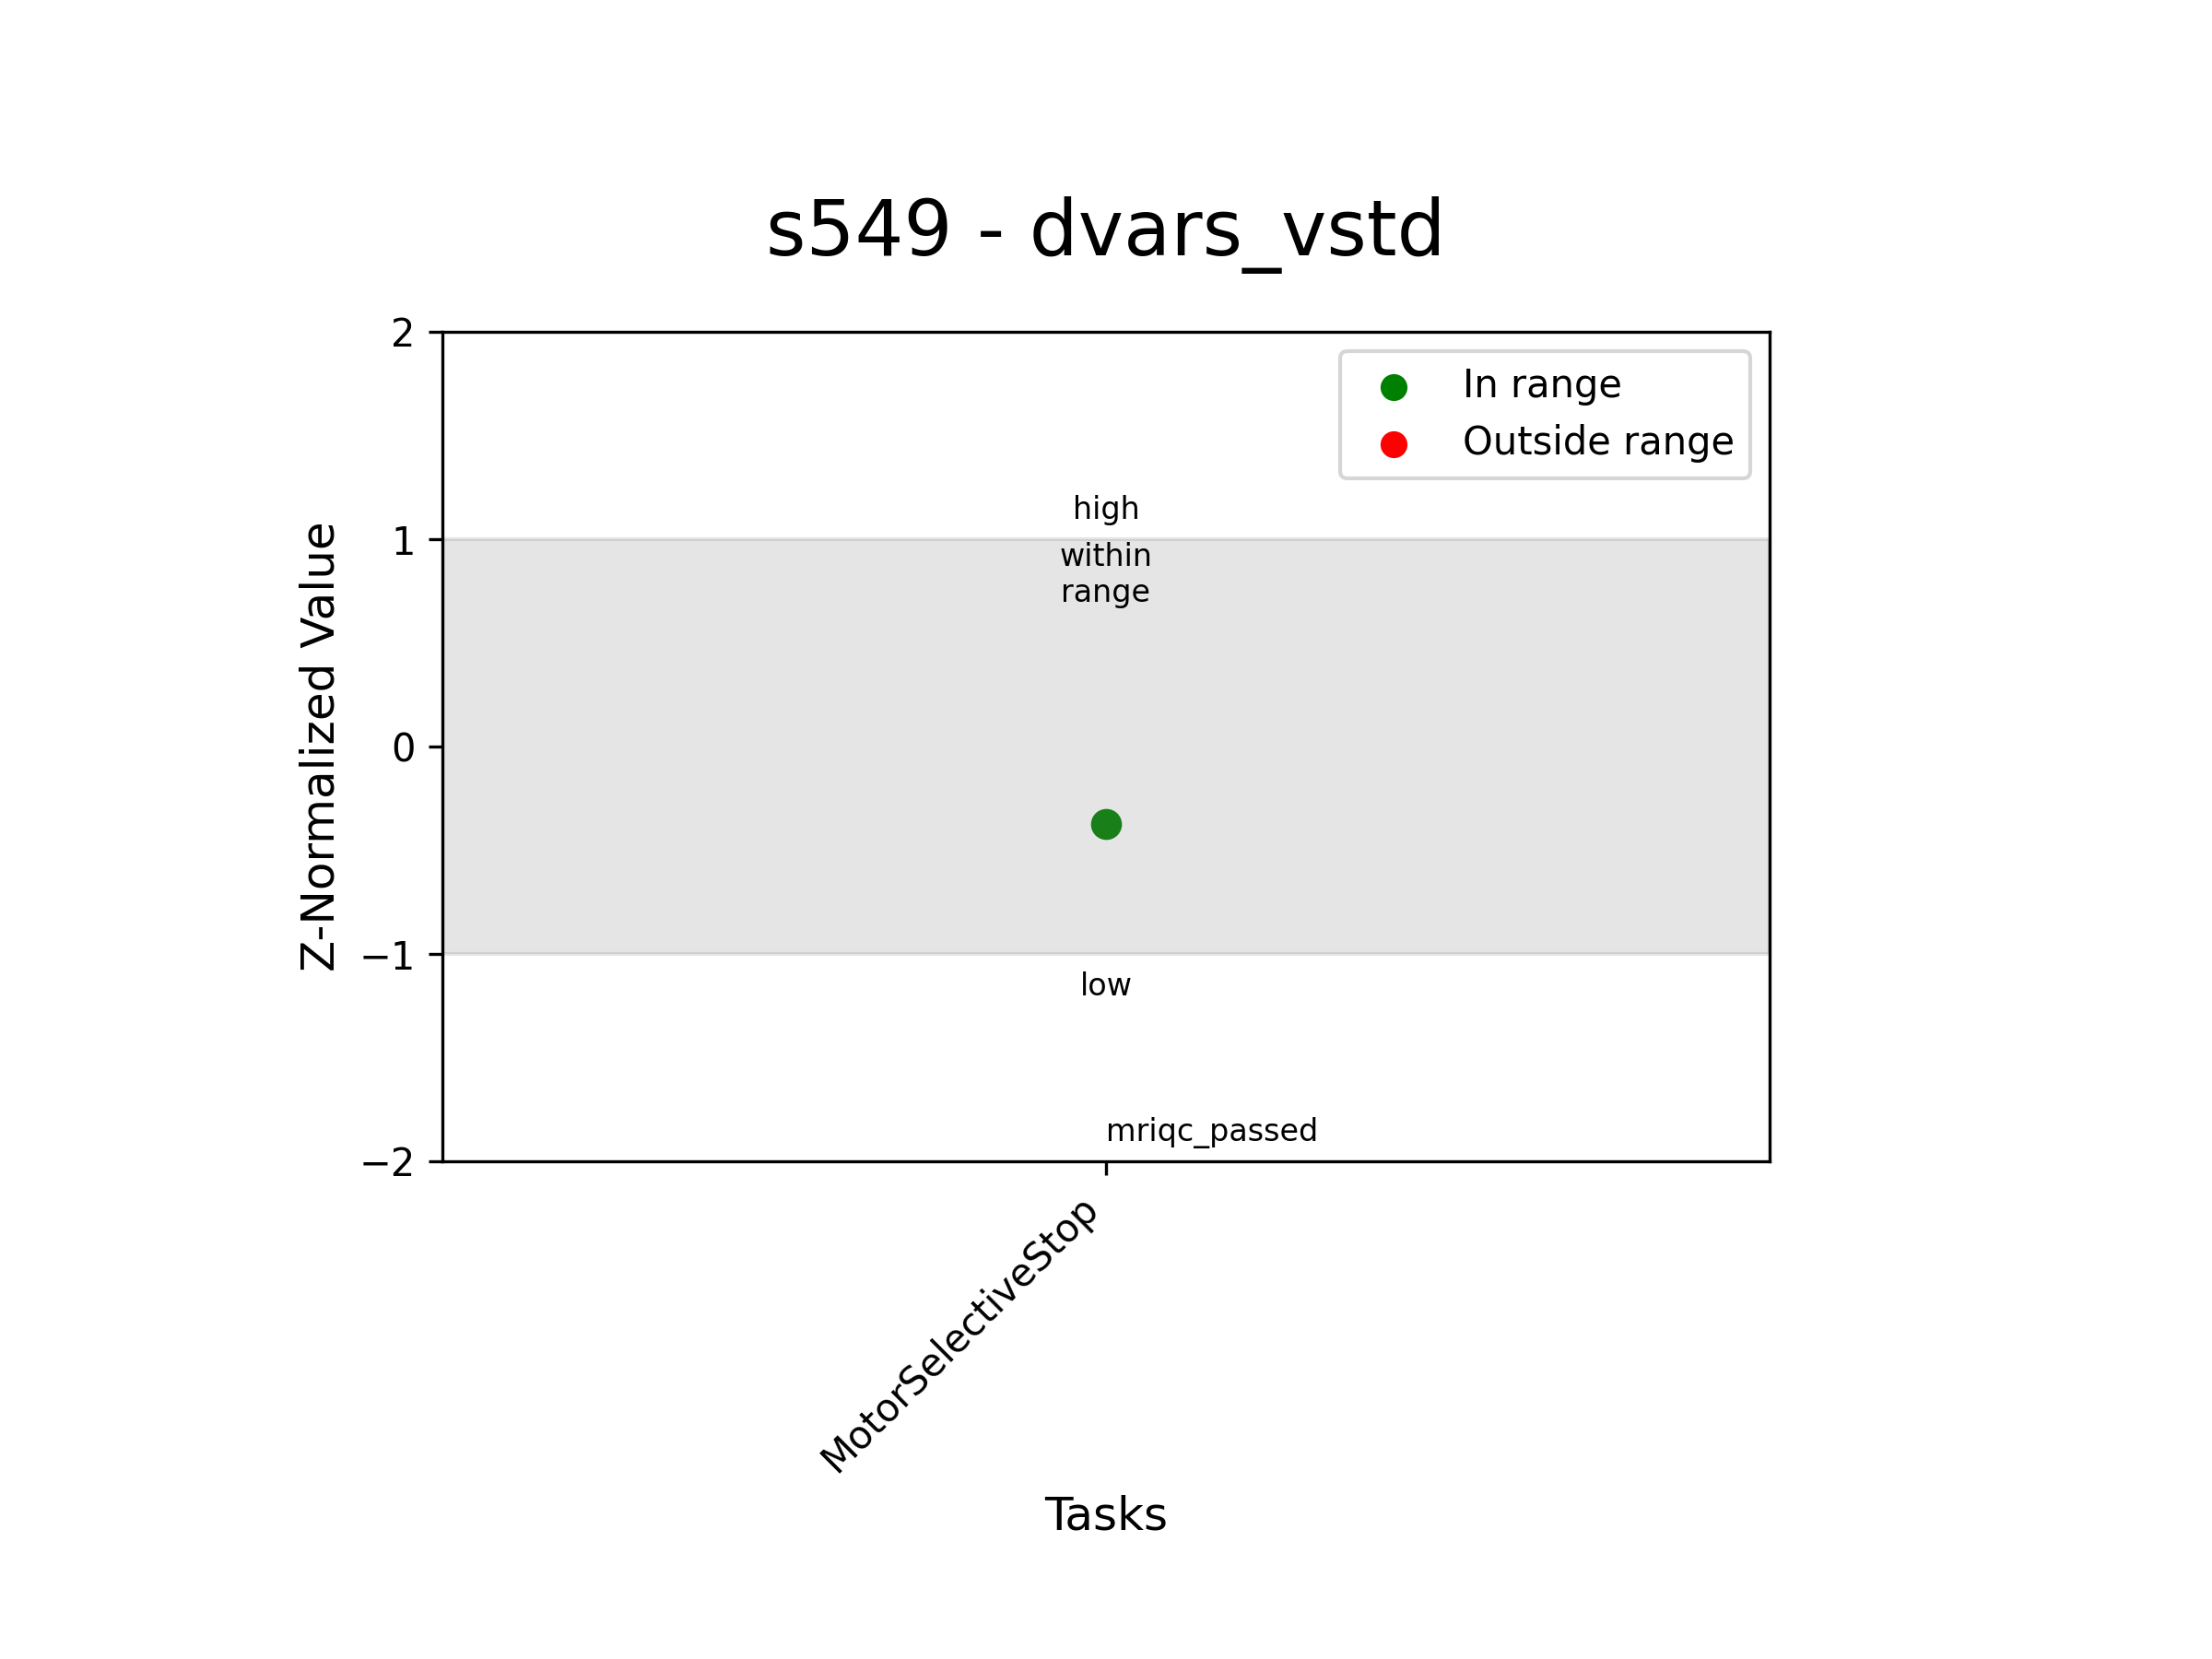 s549 - dvars_vstd
2
In range
Outside range
high
1
within
range
Z-Normalized Value
0
−1
low
mriqc_passed
−2
MotorSelectiveStop
Tasks